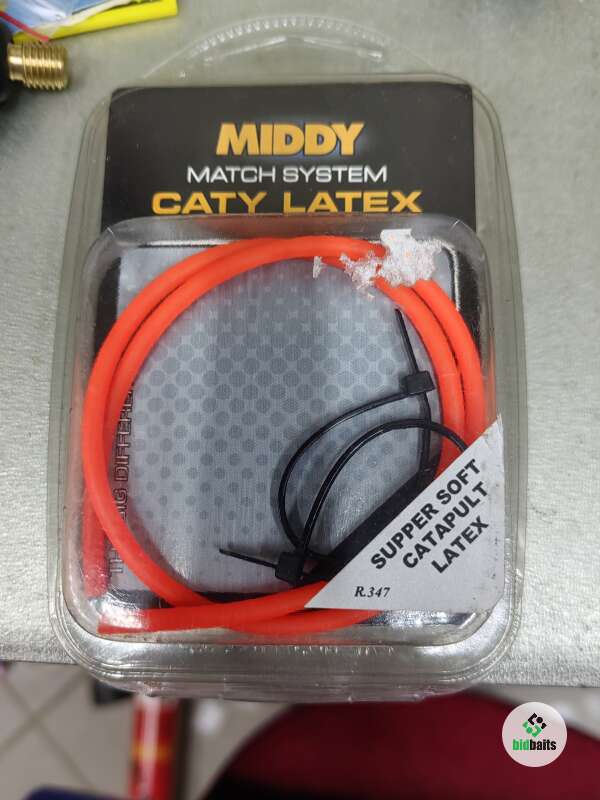 MIDDY
MATCH SYSTEM
CATY LATEX
SUPPER SOFT
CATAPULT
LATEX
R.347
bidbaits